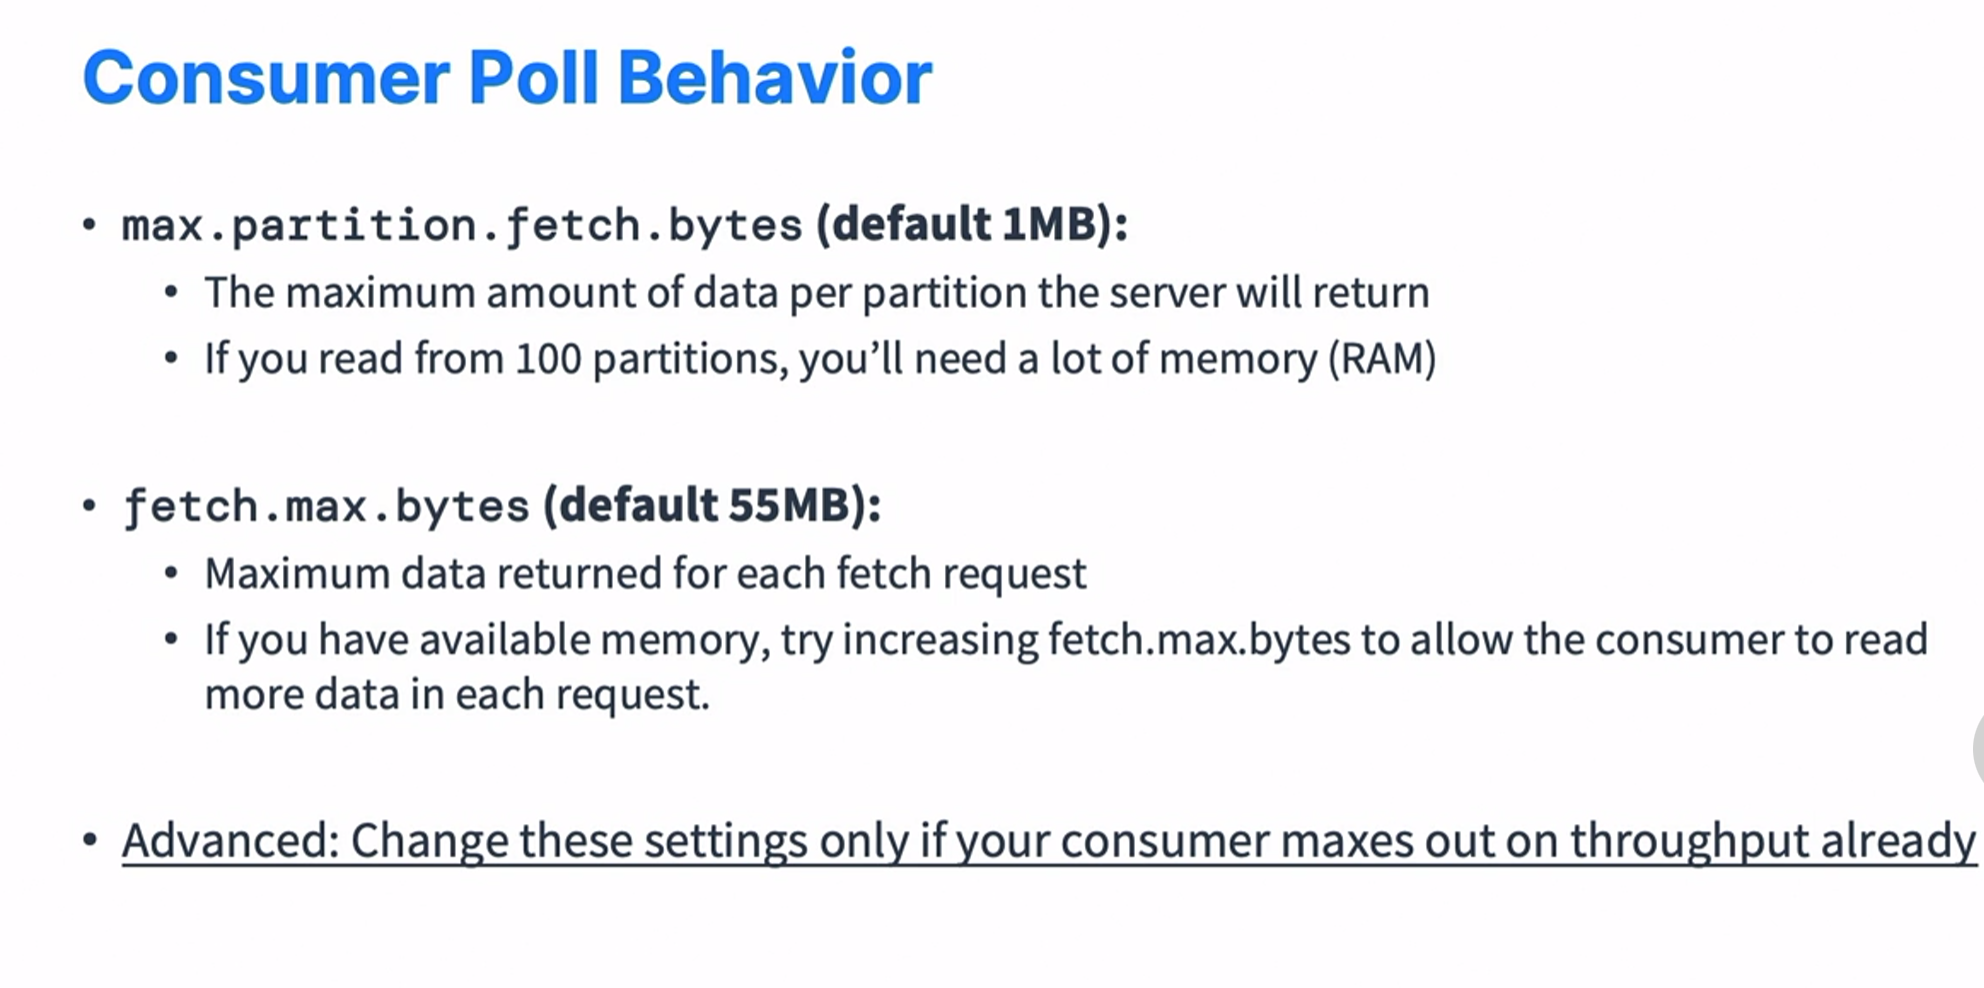 Consumer Poll Behavior
• max.partition.fetch.bytes (default 1MB):
• The maximum amount of data per partition the server will return
• If you read from 100 partitions, you’ll need a lot of memory (RAM)
• fetch.max.bytes (default 55MB):
• Maximum data returned for each fetch request
• If you have available memory, try increasing fetch.max.bytes to allow the consumer to read
more data in each request.
• Advanced: Change these settings only if your consumer maxes out on throughput already